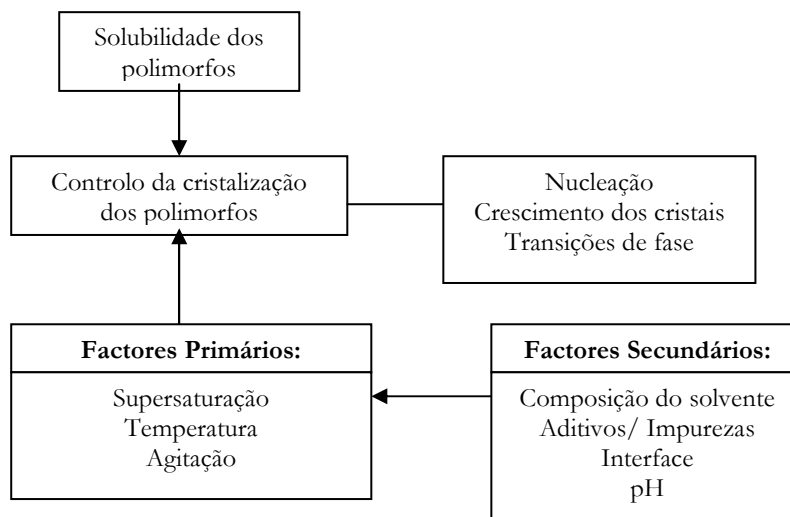 Solubilidade dos
polimorfos
Controlo da cristalização
dos polimorfos
Nucleação
Crescimento dos cristais
Transições de fase
Factores Primários:
Supersaturação
Temperatura
Agitação
Factores Secundários:
Composição do solvente
Aditivos/ Impurezas
Interface
pH